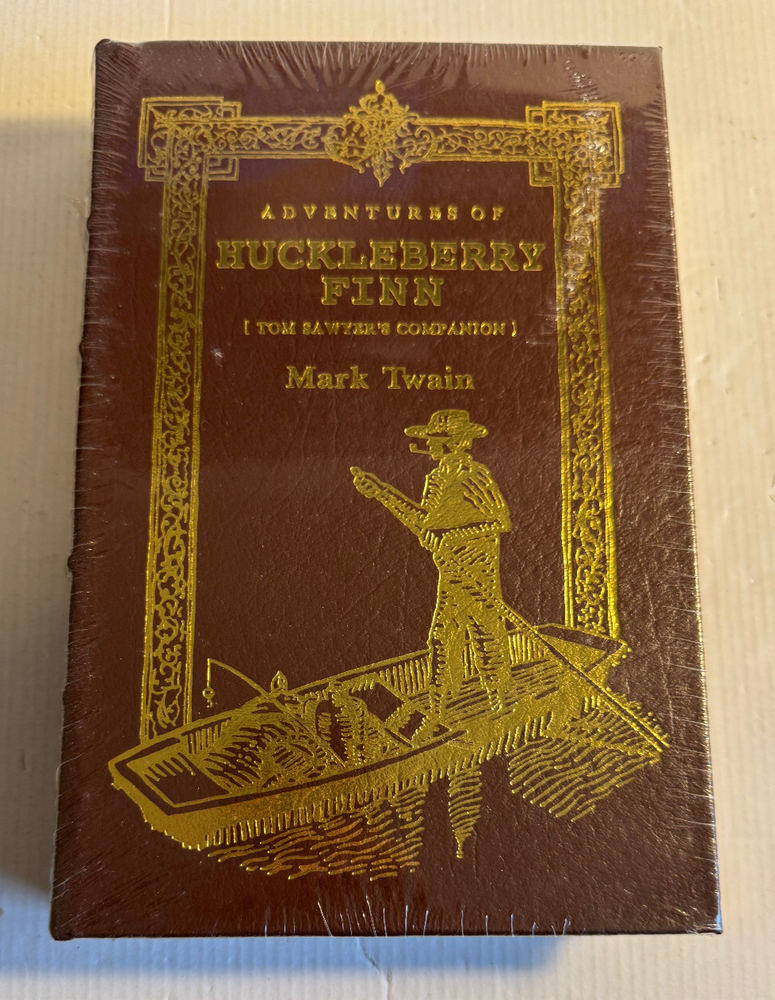 ADVENTURES OF
HUCKLEBERRY
FINN
[ TOM SAWYER'S COMPANION ]
Mark Twain